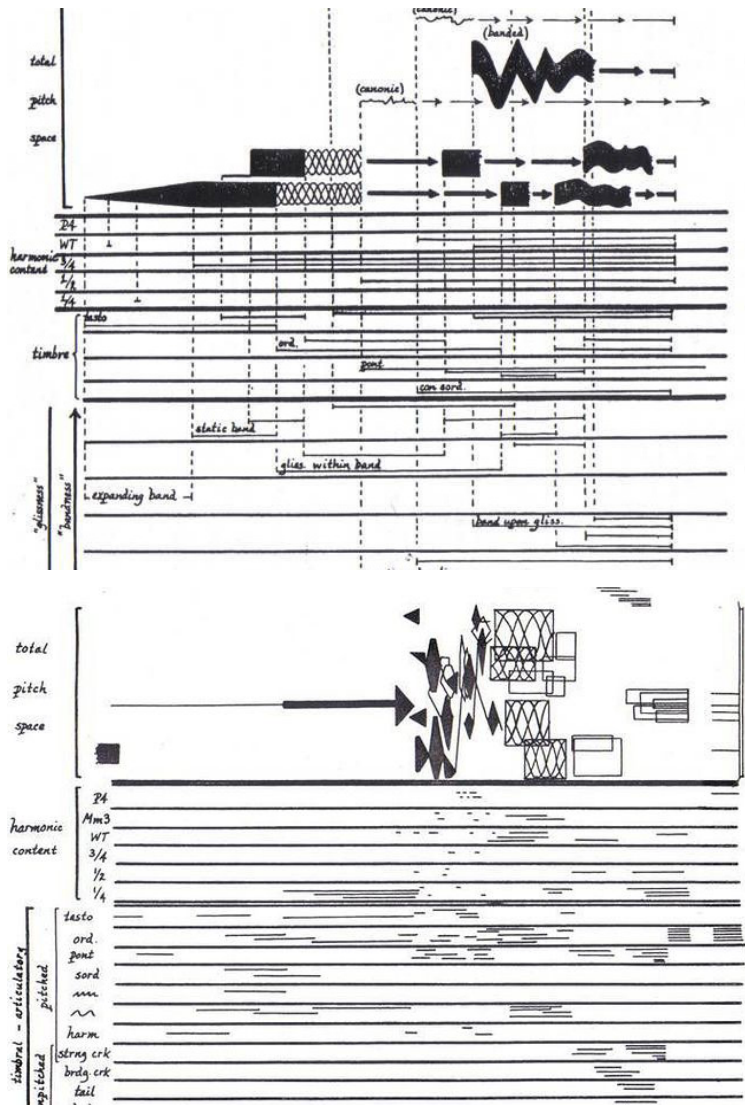 (canonic)
(banded)
total
pitch
(canonic)
space
P4
WT
harmonic
3/4
content
1/2
1/4
tasto
ord.
timbre
pont
con sord.
static band
gliss. within band
"glissness"
"bandness"
expanding band
band upon gliss.
total
pitch
space
P4
Mm3
harmonic
WT
content
3/4
1/2
1/4
tasto
ord.
pont
pitched
sord
timbral - articulatory
harm
strng crk
brdg. crk
tail